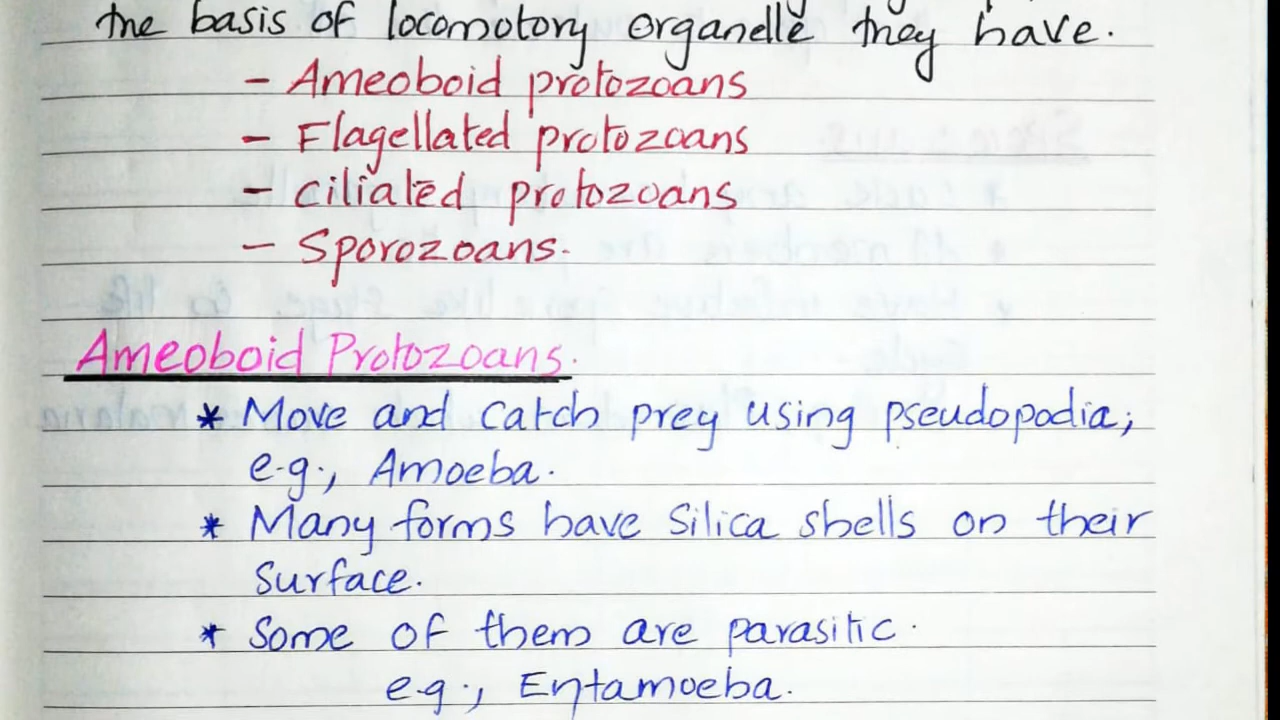 the basis of locomotory organelle they have.
- Ameoboid protozoans
- Flagellated protozoans
- ciliated protozoans
- Sporozoans.
Ameoboid Protozoans.
* Move and catch prey using pseudopodia;
e.g., Amoeba.
* Many forms have silica shells on their
surface.
* Some of them are parasitic.
e.g., Entamoeba.